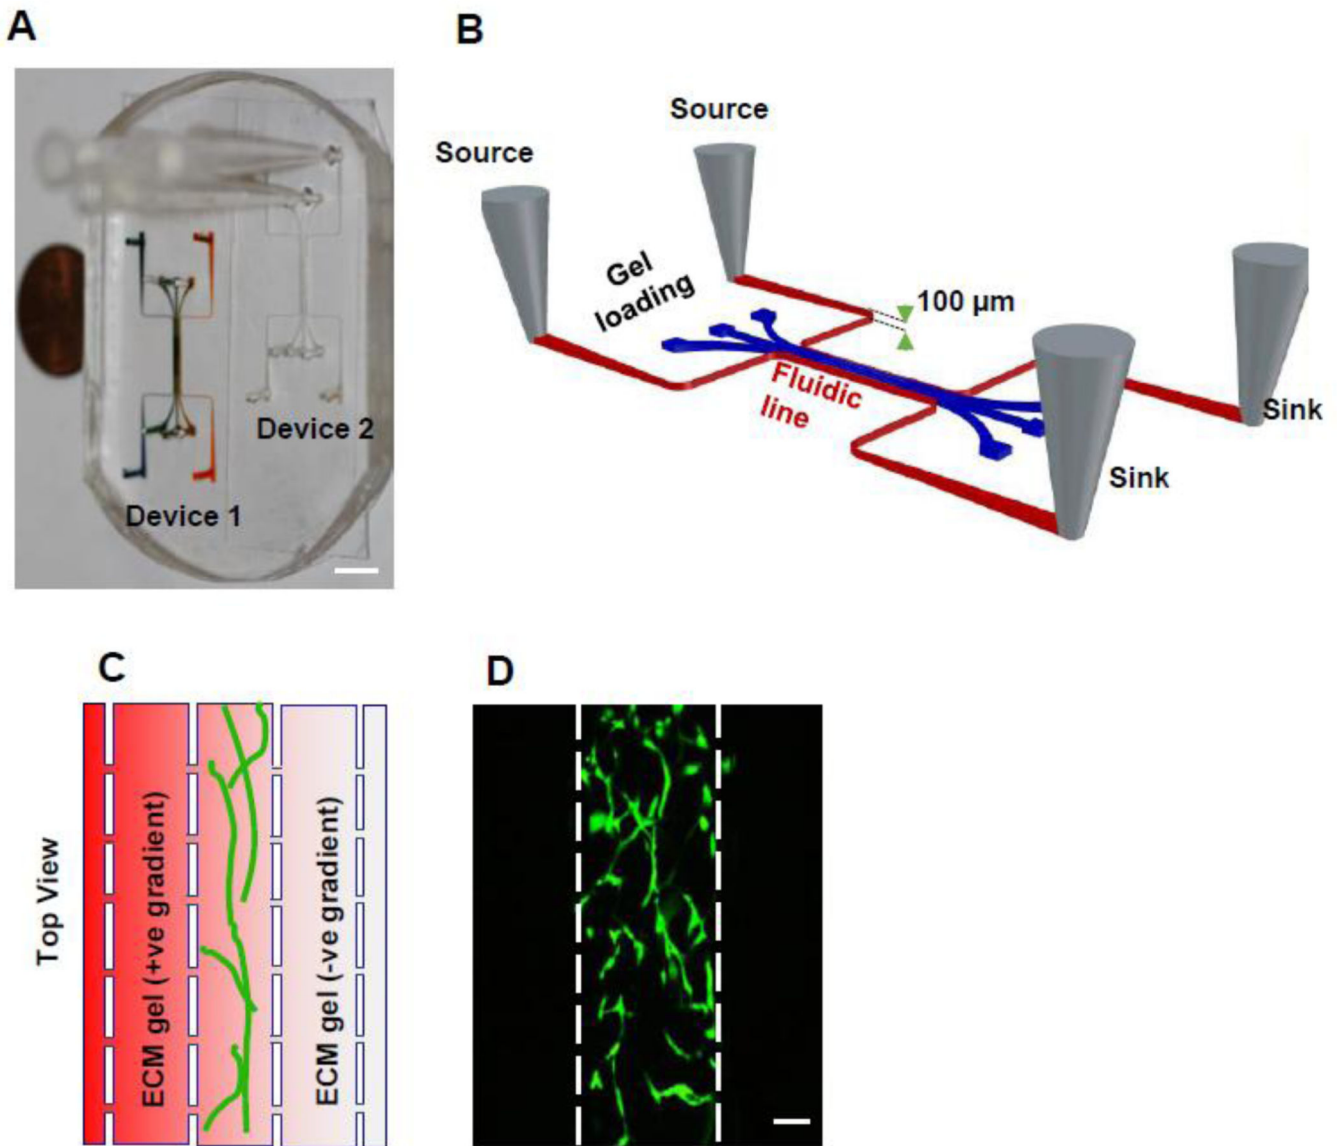 A
B
Source
Source
Gel
loading
100 µm
Fluidic
line
Sink
Sink
Device 2
Device 1
C
D
Top View
ECM gel (+ve gradient)
ECM gel (-ve gradient)